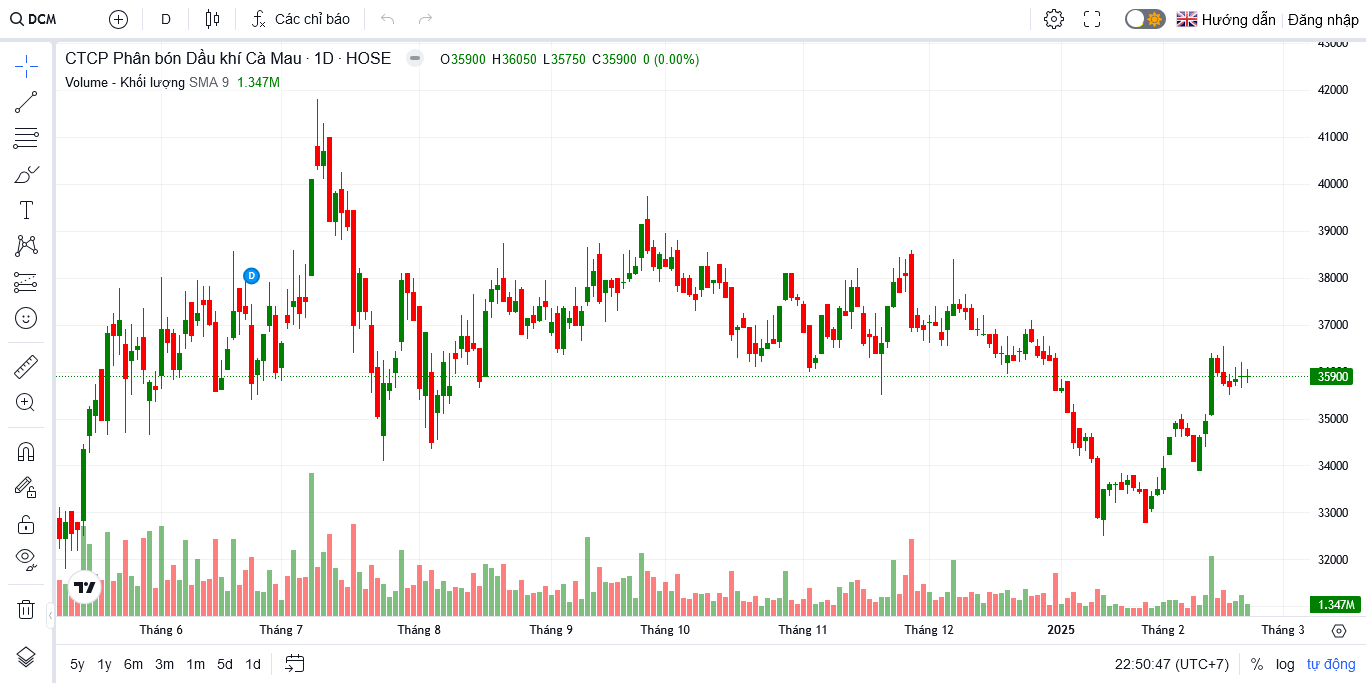 DCM D Các chỉ báo Hướng dẫn Đăng nhập
CTCP Phân bón Dầu khí Cà Mau · 1D · HOSE O35900 H36050 L35750 C35900 0 (0.00%)
Volume - Khối lượng SMA 9 1.347M
D
43000
42000
41000
40000
39000
38000
37000
35900
35000
34000
33000
32000
1.347M
Tháng 6 Tháng 7 Tháng 8 Tháng 9 Tháng 10 Tháng 11 Tháng 12 2025 Tháng 2 Tháng 3
5y 1y 6m 3m 1m 5d 1d 22:50:47 (UTC+7) % log tự động